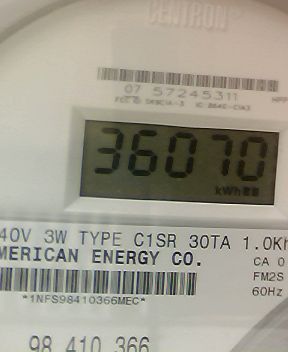 CENTRON
07 57245311
36070
kWh
40V 3W TYPE C1SR 30TA 1.0Kh
MERICAN ENERGY CO.
CA 0
FM2S
60Hz
*1NFS98410366MEC*
98 410 366